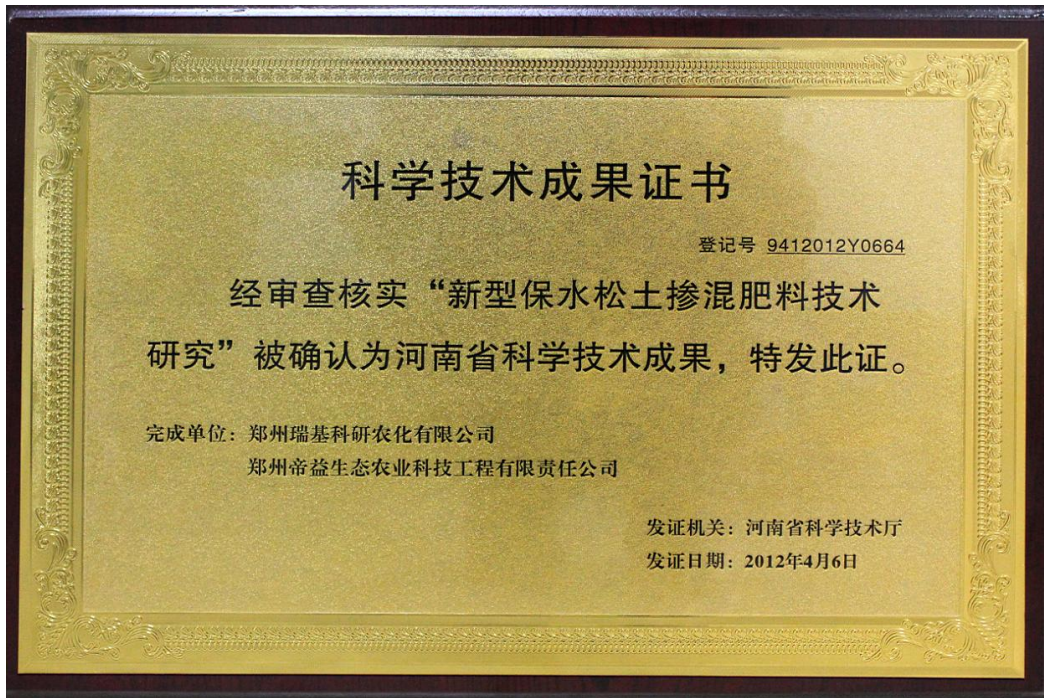 科学技术成果证书
登记号 9412012Y0664
经审查核实“新型保水松土掺混肥料技术
研究”被确认为河南省科学技术成果，特发此证。
完成单位：郑州瑞基科研农化有限公司
郑州帝益生态农业科技工程有限责任公司
发证机关：河南省科学技术厅
发证日期：2012年4月6日